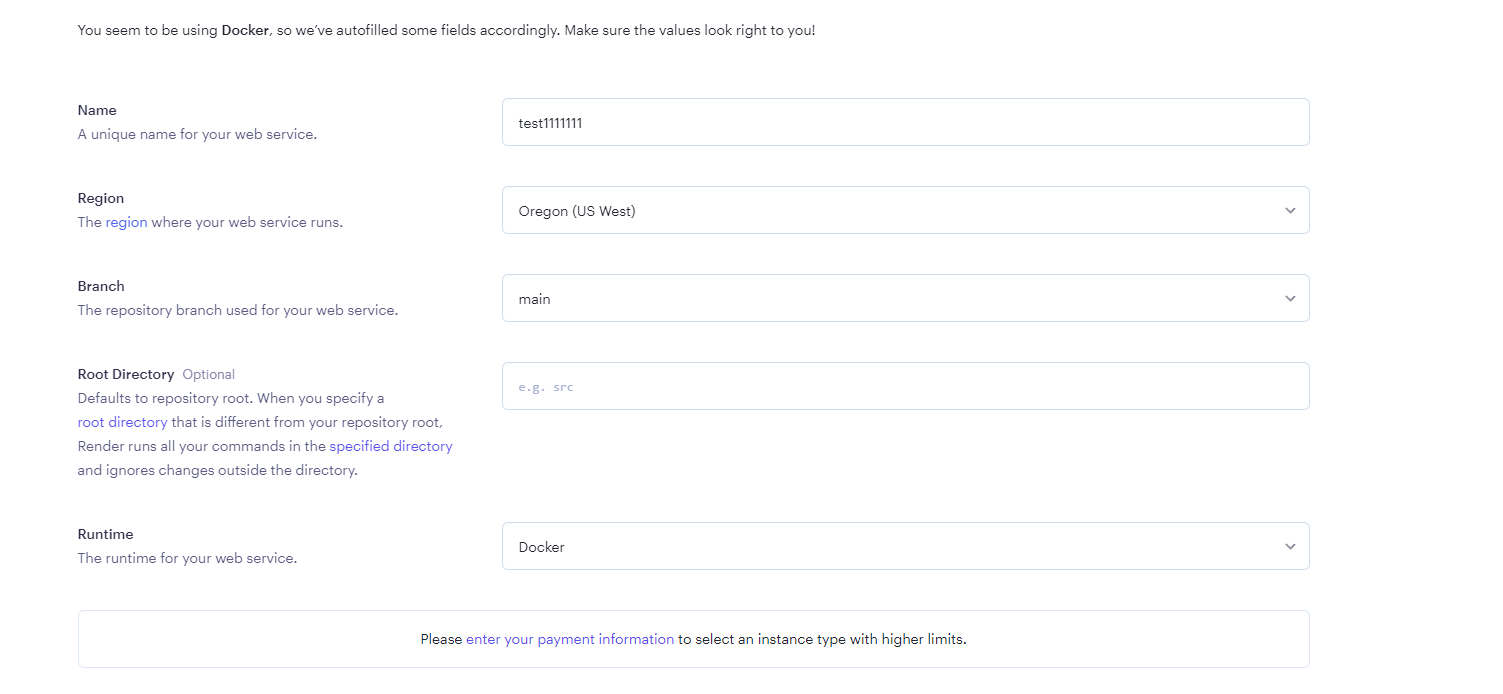 You seem to be using Docker, so we’ve autofilled some fields accordingly. Make sure the values look right to you!
Name
A unique name for your web service.
test1111111
Region
The region where your web service runs.
Oregon (US West)
Branch
The repository branch used for your web service.
main
Root Directory Optional
Defaults to repository root. When you specify a
root directory that is different from your repository root,
Render runs all your commands in the specified directory
and ignores changes outside the directory.
e.g. src
Runtime
The runtime for your web service.
Docker
Please enter your payment information to select an instance type with higher limits.